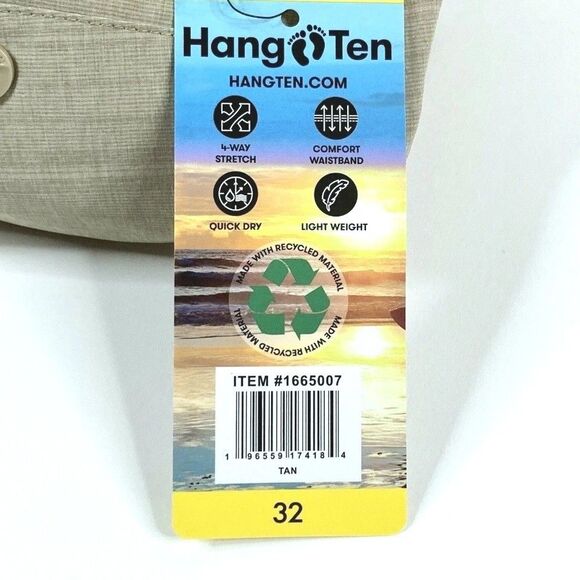 Hang Ten
HANGTEN.COM
4-WAY STRETCH
COMFORT WAISTBAND
QUICK DRY
LIGHT WEIGHT
MADE WITH RECYCLED MATERIAL
MADE WITH RECYCLED MATERIAL
ITEM #1665007
1 96559 17418 4
TAN
32